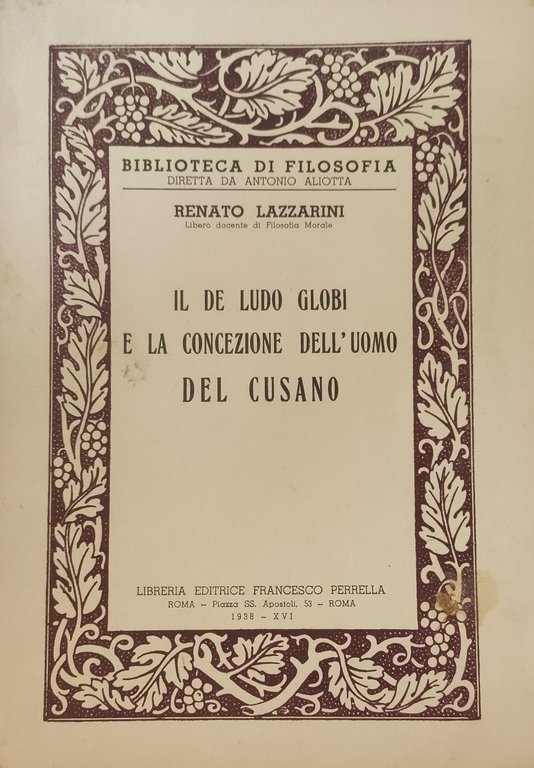 BIBLIOTECA DI FILOSOFIA
DIRETTA DA ANTONIO ALIOTTA
RENATO LAZZARINI
Libero docente di Filosofia Morale
IL DE LUDO GLOBI
E LA CONCEZIONE DELL'UOMO
DEL CUSANO
LIBRERIA EDITRICE FRANCESCO PERRELLA
ROMA – Piazza SS. Apostoli, 53 – ROMA
1938 – XVI